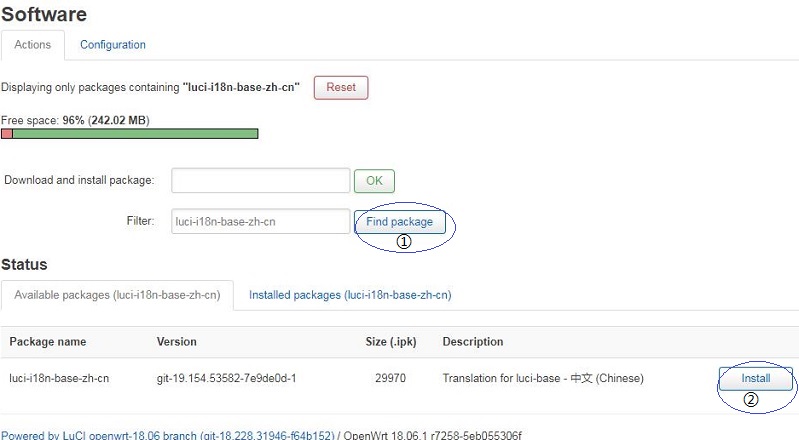 Software
Actions Configuration
Displaying only packages containing "luci-i18n-base-zh-cn" Reset
Free space: 96% (242.02 MB)
Download and install package: OK
Filter: luci-i18n-base-zh-cn Find package
①
Status
Available packages (luci-i18n-base-zh-cn) Installed packages (luci-i18n-base-zh-cn)
Package name Version Size (.ipk) Description
luci-i18n-base-zh-cn git-19.154.53582-7e9de0d-1 29970 Translation for luci-base - 中文 (Chinese) Install
②
Powered by LuCI openwrt-18.06 branch (git-18.228.31946-f64b152) / OpenWrt 18.06.1 r7258-5eb055306f